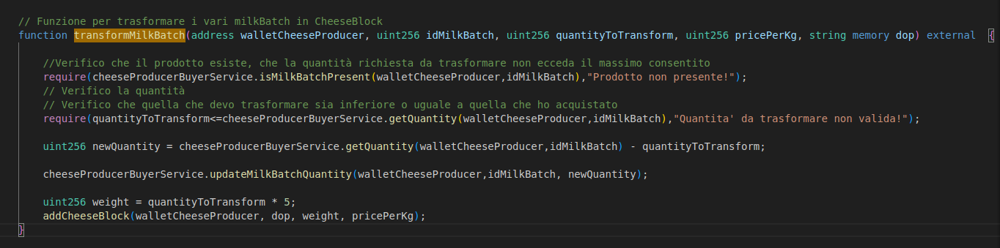 // Funzione per trasformare i vari milkBatch in CheeseBlock
function transformMilkBatch(address walletCheeseProducer, uint256 idMilkBatch, uint256 quantityToTransform, uint256 pricePerKg, string memory dop) external {
//Verifico che il prodotto esiste, che la quantità richiesta da trasformare non ecceda il massimo consentito
require(cheeseProducerBuyerService.isMilkBatchPresent(walletCheeseProducer,idMilkBatch),"Prodotto non presente!");
// Verifico la quantità
// Verifico che quella che devo trasformare sia inferiore o uguale a quella che ho acquistato
require(quantityToTransform<=cheeseProducerBuyerService.getQuantity(walletCheeseProducer,idMilkBatch),"Quantita' da trasformare non valida!");
uint256 newQuantity = cheeseProducerBuyerService.getQuantity(walletCheeseProducer,idMilkBatch) - quantityToTransform;
cheeseProducerBuyerService.updateMilkBatchQuantity(walletCheeseProducer,idMilkBatch, newQuantity);
uint256 weight = quantityToTransform * 5;
addCheeseBlock(walletCheeseProducer, dop, weight, pricePerKg);
}